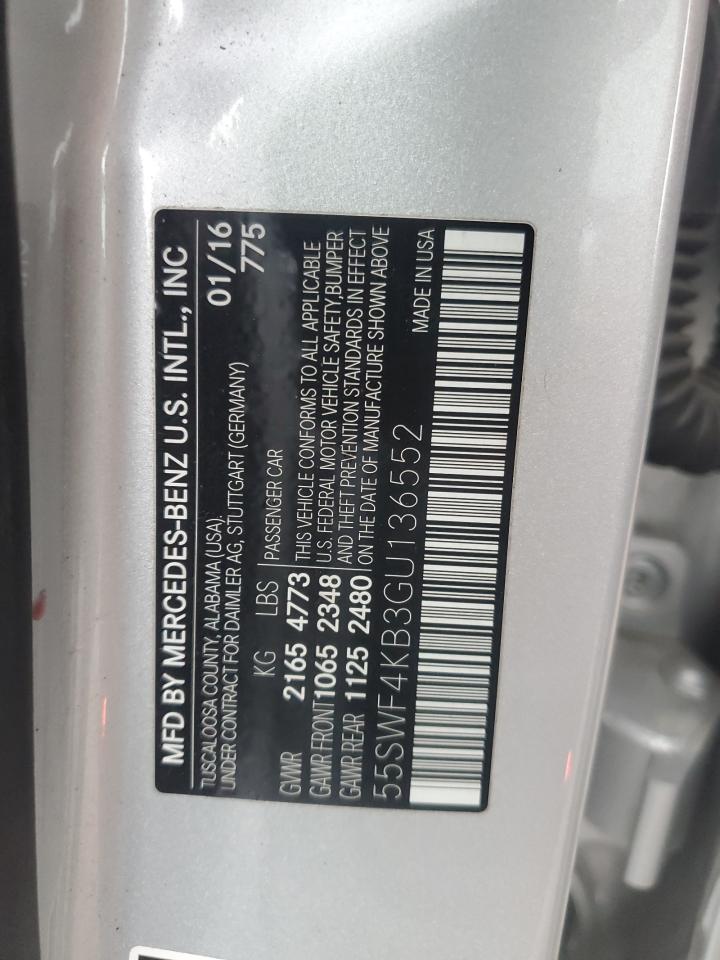 MFD BY MERCEDES-BENZ U.S. INTL., INC
TUSCALOOSA COUNTY, ALABAMA (USA)
UNDER CONTRACT FOR DAIMLER AG, STUTTGART (GERMANY)
01/16
775
KG LBS
GVWR 2165 4773
GAWR FRONT 1065 2348
GAWR REAR 1125 2480
PASSENGER CAR
THIS VEHICLE CONFORMS TO ALL APPLICABLE
U.S. FEDERAL MOTOR VEHICLE SAFETY,BUMPER
AND THEFT PREVENTION STANDARDS IN EFFECT
ON THE DATE OF MANUFACTURE SHOWN ABOVE
55SWF4KB3GU136552
MADE IN USA